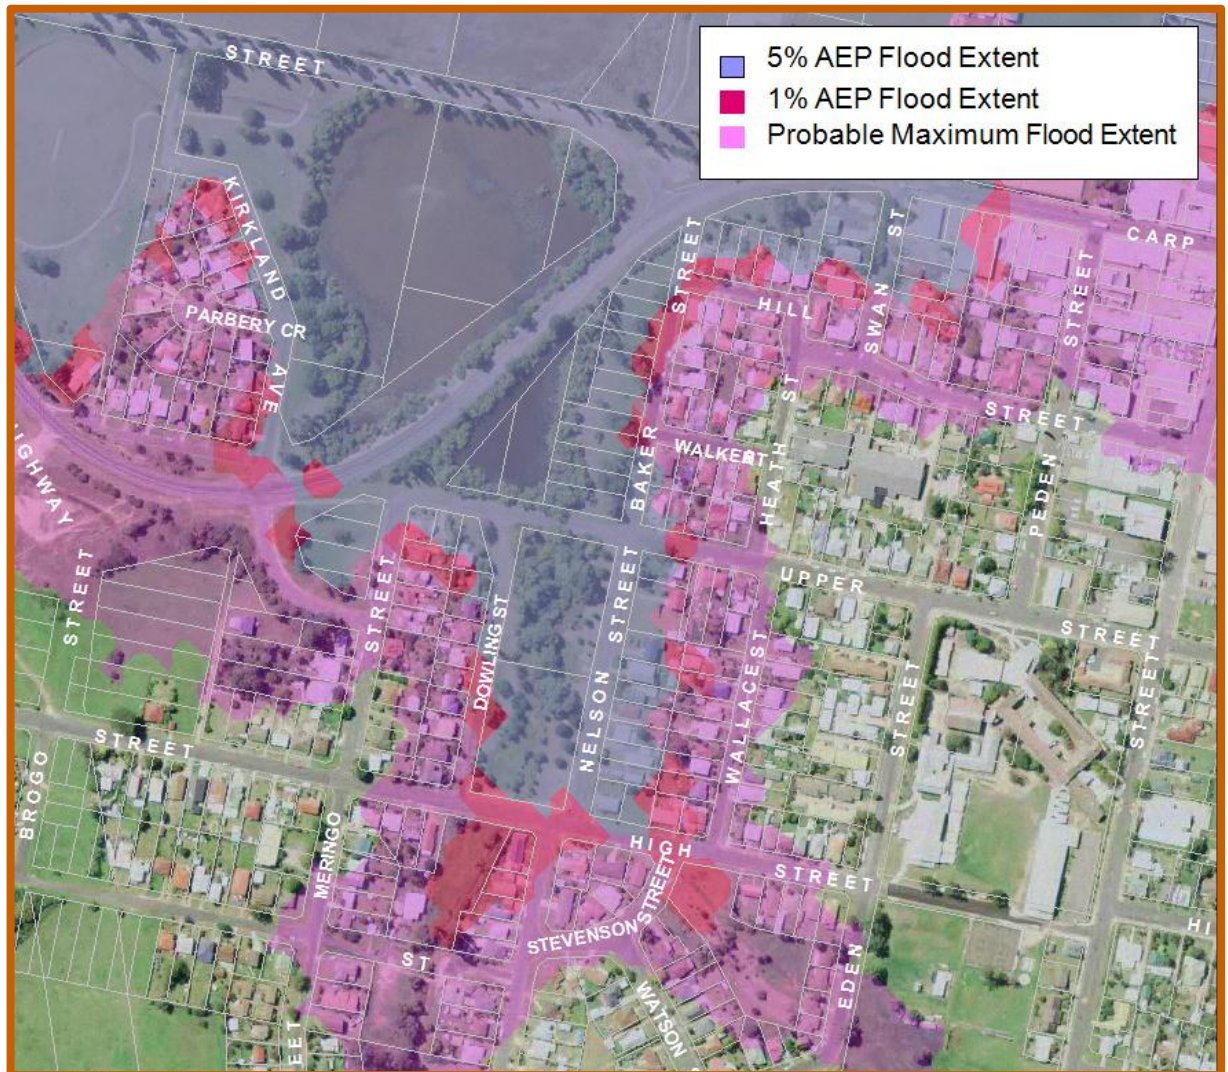 5% AEP Flood Extent
1% AEP Flood Extent
Probable Maximum Flood Extent
STREET
KIRKLAND AVE
PARBERY CR
CARP
STREET
STREET
SWAN ST
HILL
STREET
BAKER
WALKER ST
HEATH ST
PEDEN
HIGHWAY
STREET
STREET
DOWLING ST
NELSON STREET
UPPER
STREET
WALLACE ST
STREET
STREET
STREET
BROGO
MERINGO
HIGH
STREET
STEVENSON STREET
ST
WATSON
EDEN
HI
EET